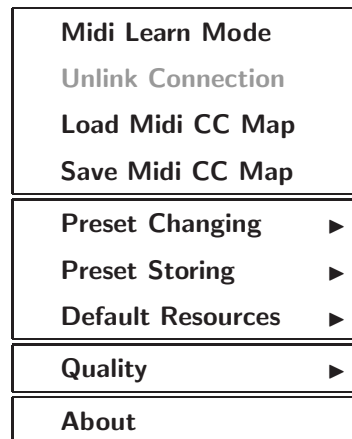 Midi Learn Mode
Unlink Connection
Load Midi CC Map
Save Midi CC Map
Preset Changing
Preset Storing
Default Resources
Quality
About